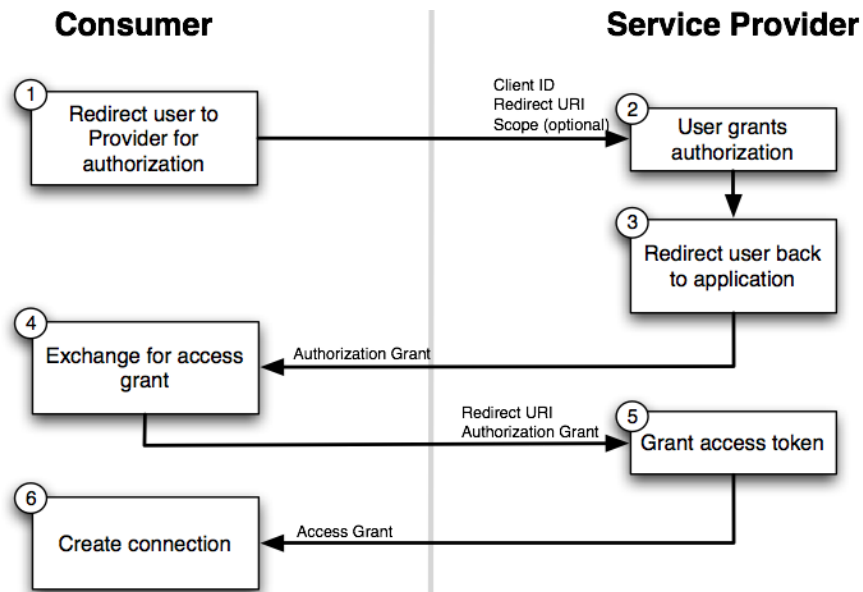 Consumer
Service Provider
1
Redirect user to
Provider for
authorization
Client ID
Redirect URI
Scope (optional)
2
User grants
authorization
3
Redirect user back
to application
4
Exchange for access
grant
Authorization Grant
Redirect URI
Authorization Grant
5
Grant access token
6
Create connection
Access Grant